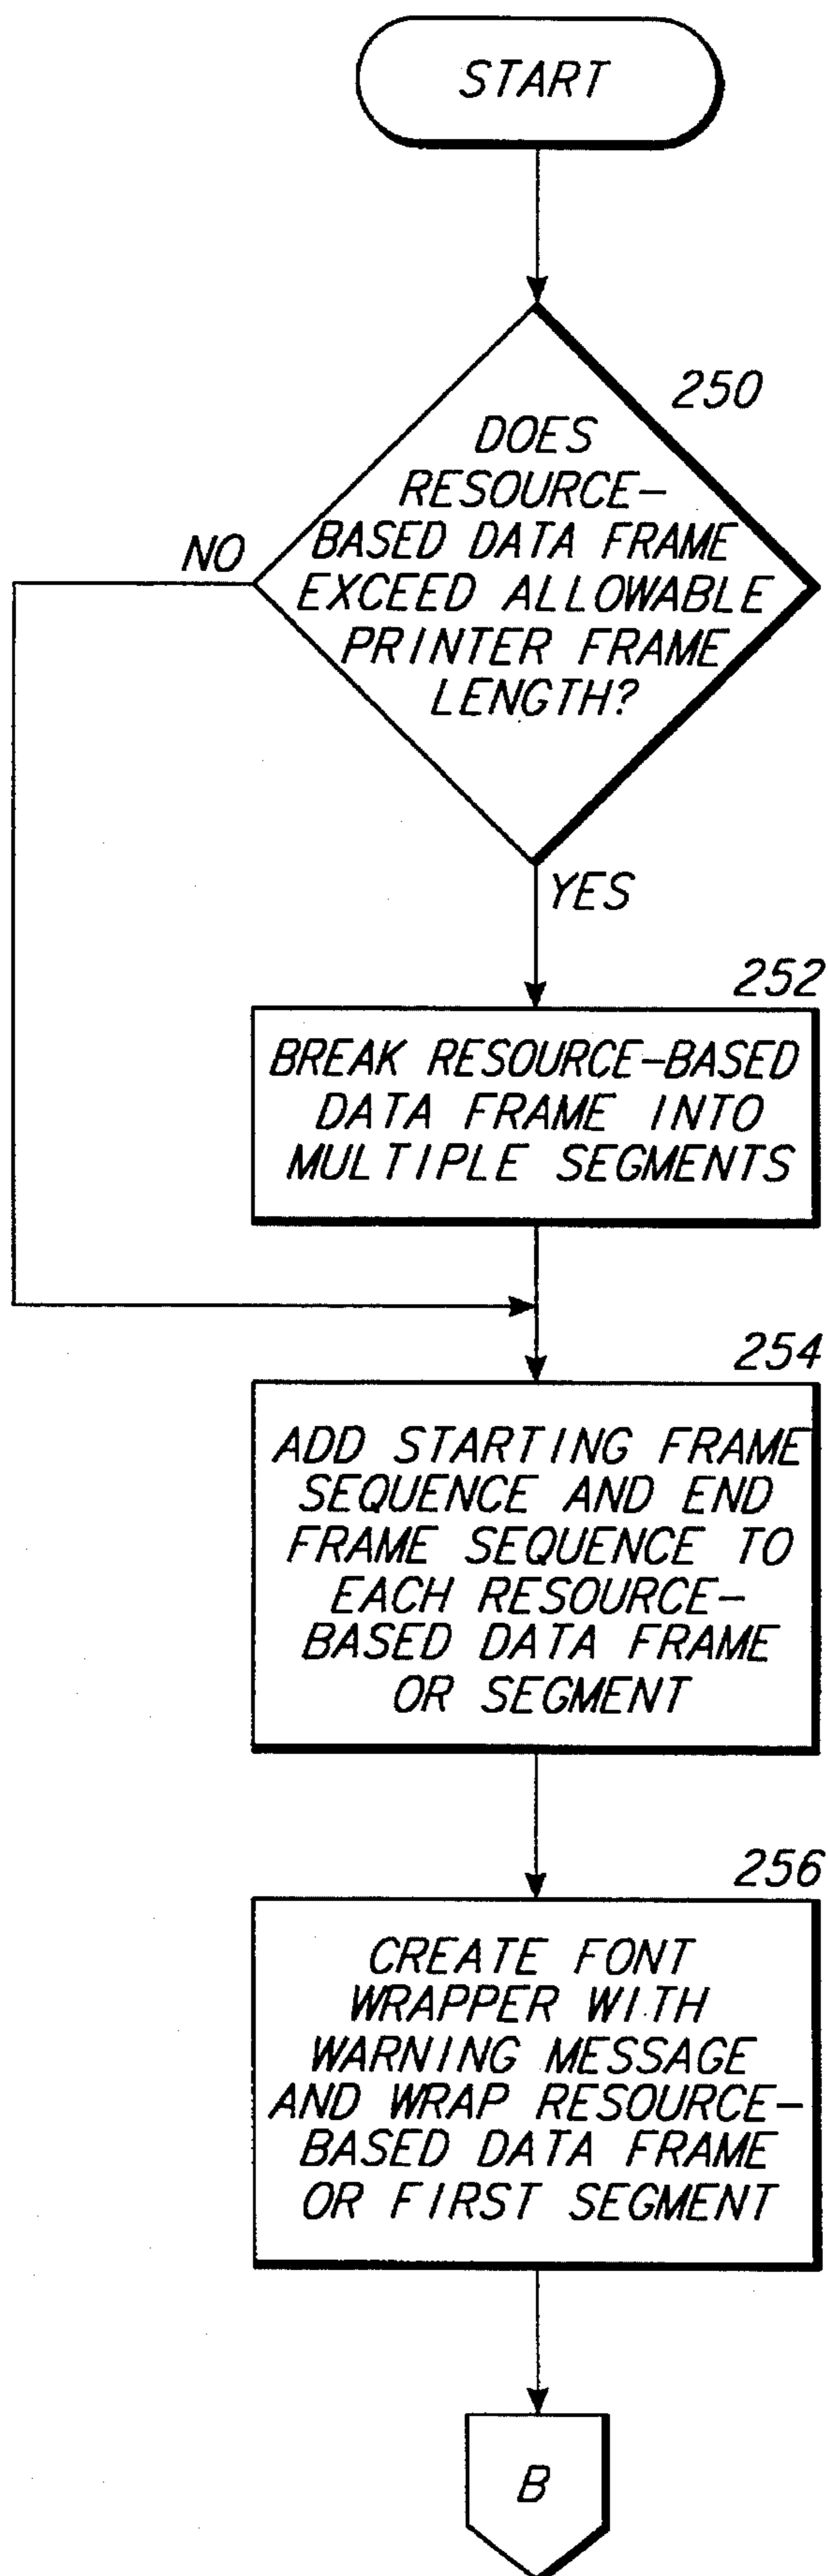 START
250
DOES
RESOURCE-
BASED DATA FRAME
EXCEED ALLOWABLE
PRINTER FRAME
LENGTH?
NO
YES
252
BREAK RESOURCE-BASED
DATA FRAME INTO
MULTIPLE SEGMENTS
254
ADD STARTING FRAME
SEQUENCE AND END
FRAME SEQUENCE TO
EACH RESOURCE-
BASED DATA FRAME
OR SEGMENT
256
CREATE FONT
WRAPPER WITH
WARNING MESSAGE
AND WRAP RESOURCE-
BASED DATA FRAME
OR FIRST SEGMENT
B